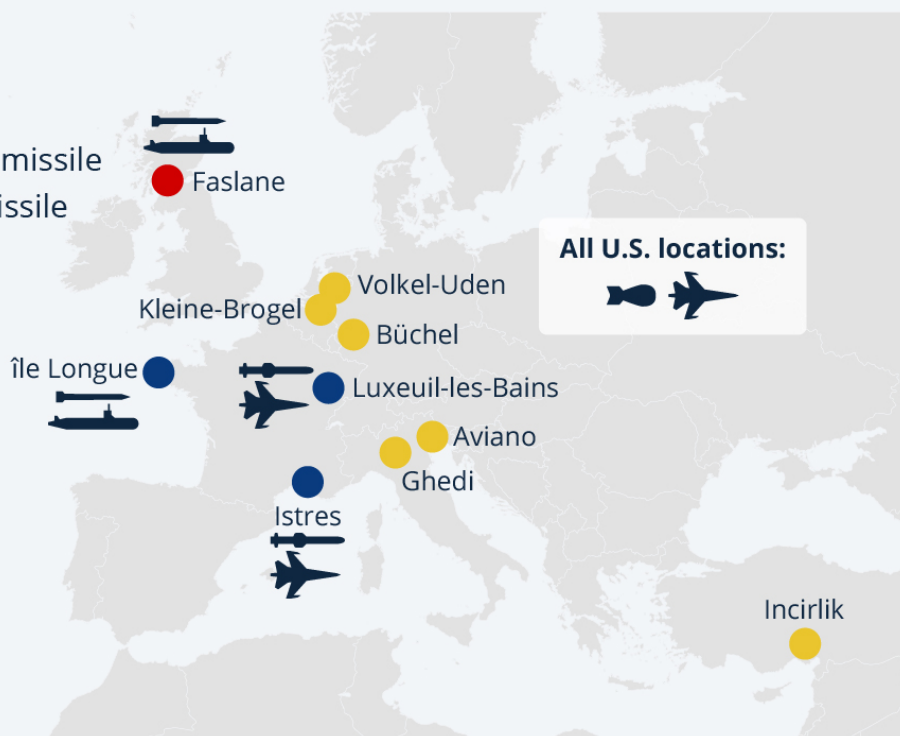 missile
issile
Faslane
All U.S. locations:
Volkel-Uden
Kleine-Brogel
Büchel
île Longue
Luxeuil-les-Bains
Aviano
Ghedi
Istres
Incirlik